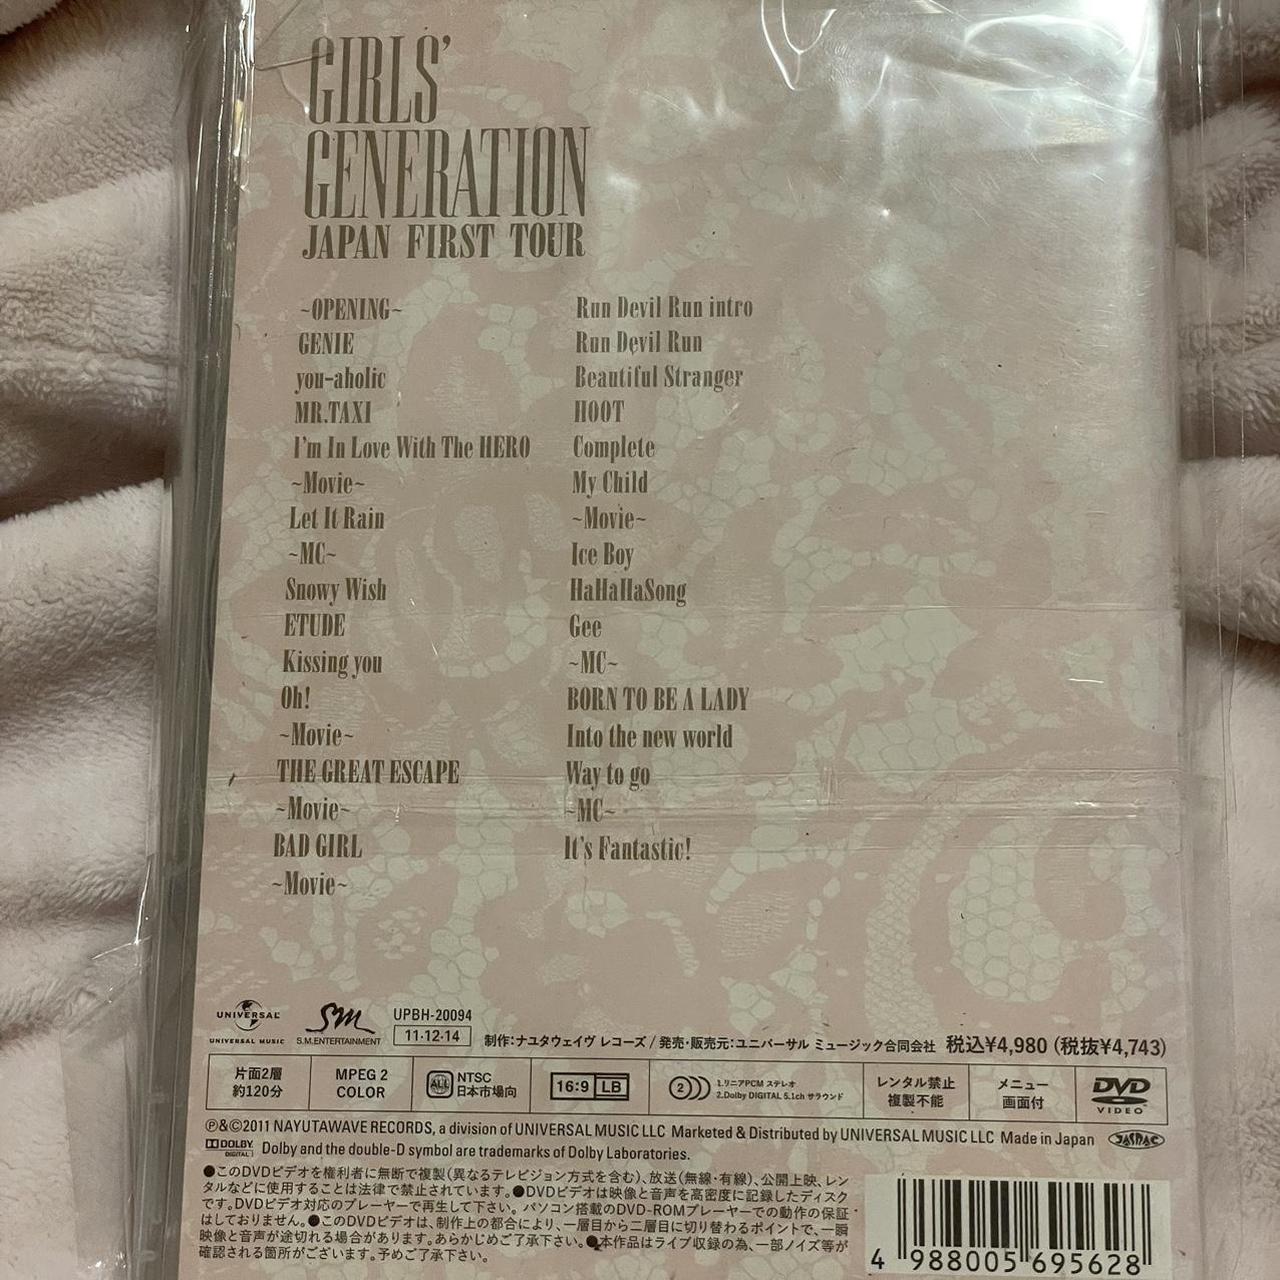 GIRLS'
GENERATION
JAPAN FIRST TOUR
~OPENING~
GENIE
you-aholic
MR.TAXI
I'm In Love With The HERO
~Movie~
Let It Rain
~MC~
Snowy Wish
ETUDE
Kissing you
Oh!
~Movie~
THE GREAT ESCAPE
~Movie~
BAD GIRL
~Movie~
Run Devil Run intro
Run Devil Run
Beautiful Stranger
HOOT
Complete
My Child
~Movie~
Ice Boy
HaHaHaSong
Gee
~MC~
BORN TO BE A LADY
Into the new world
Way to go
~MC~
It's Fantastic!
UNIVERSAL
UNIVERSAL MUSIC
SM
S.M.ENTERTAINMENT
UPBH-20094
11·12·14
制作:ナユタウェイヴ レコーズ / 発売・販売元:ユニバーサル ミュージック合同会社 税込¥4,980 (税抜¥4,743)
片面2層
約120分
MPEG 2
COLOR
ALL
NTSC
日本市場向
16:9 LB
2
1.リニアPCM ステレオ
2.Dolby DIGITAL 5.1ch サラウンド
レンタル禁止
複製不能
メニュー
画面付
DVD
VIDEO
℗&©2011 NAYUTAWAVE RECORDS, a division of UNIVERSAL MUSIC LLC Marketed & Distributed by UNIVERSAL MUSIC LLC Made in Japan JASRAC
DOLBY DIGITAL Dolby and the double-D symbol are trademarks of Dolby Laboratories.
●このDVDビデオを権利者に無断で複製(異なるテレビジョン方式を含む)、放送(無線・有線)、公開上映、レン
タルなどに使用することは法律で禁止されています。●DVDビデオは映像と音声を高密度に記録したディスク
です。DVDビデオ対応のプレーヤーで再生して下さい。パソコン搭載のDVD-ROMプレーヤーでの動作の保証
はしておりません。●このDVDビデオは、制作上の都合により、一層目から二層目に切り替わるポイントで、一瞬
映像と音声が途切れる場合があります。あらかじめご了承下さい。●本作品はライブ収録の為、一部ノイズ等が
確認される箇所がございます。予めご了承下さい。
4 988005 695628